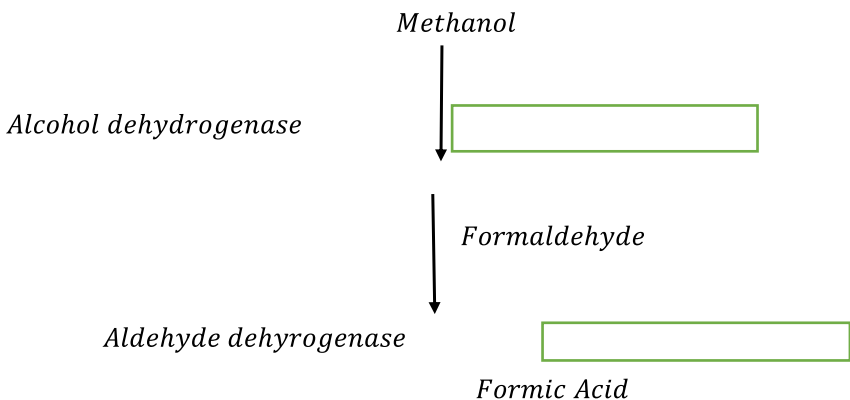 Methanol
Alcohol dehydrogenase
Formaldehyde
Aldehyde dehyrogenase
Formic Acid